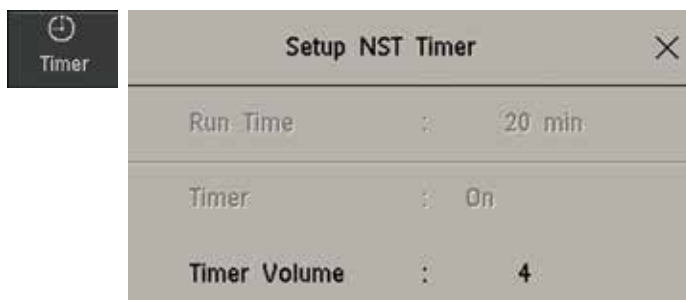 Timer
Setup NST Timer
Run Time : 20 min
Timer : On
Timer Volume : 4